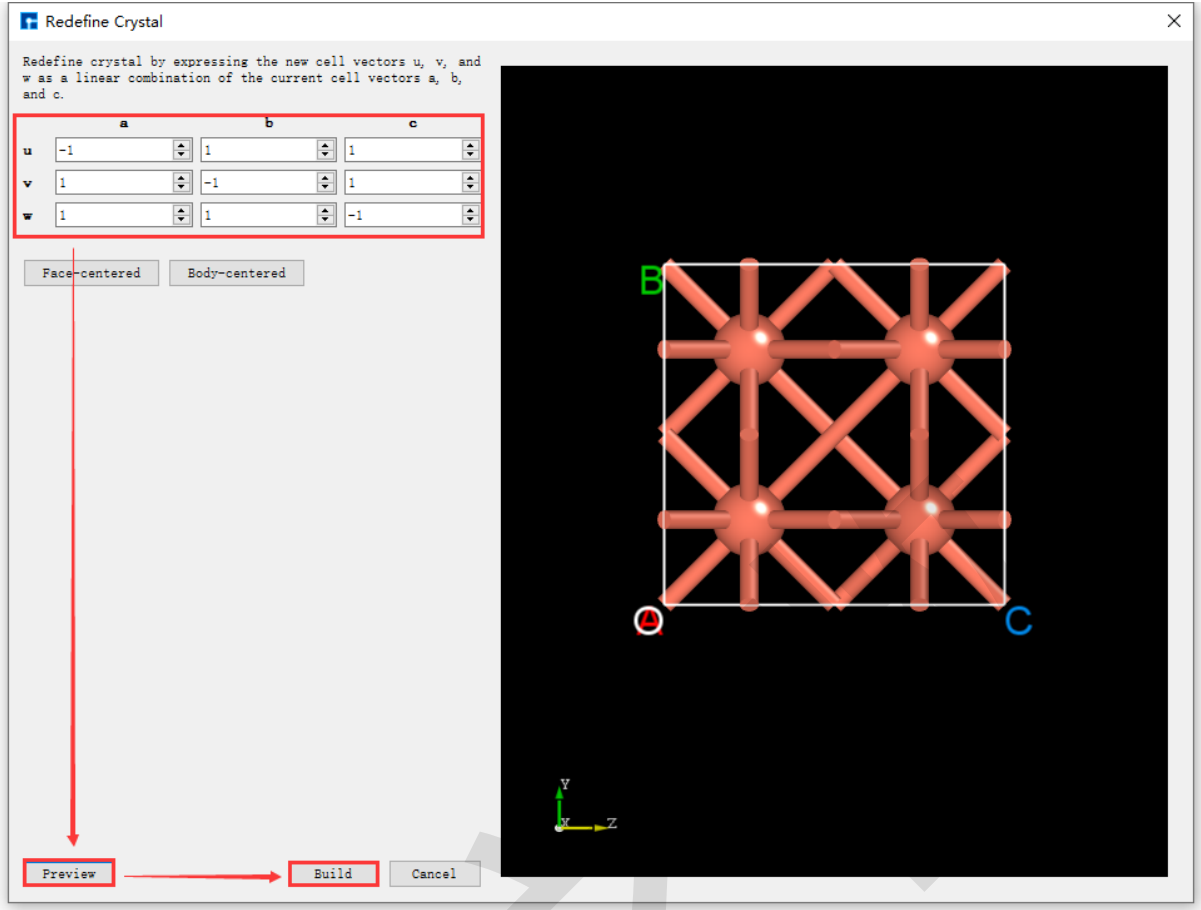 Redefine Crystal
Redefine crystal by expressing the new cell vectors u, v, and
w as a linear combination of the current cell vectors a, b,
and c.
a b c
u -1 1 1
v 1 -1 1
w 1 1 -1
Face-centered Body-centered
B
O A C
Y
X Z
Preview Build Cancel